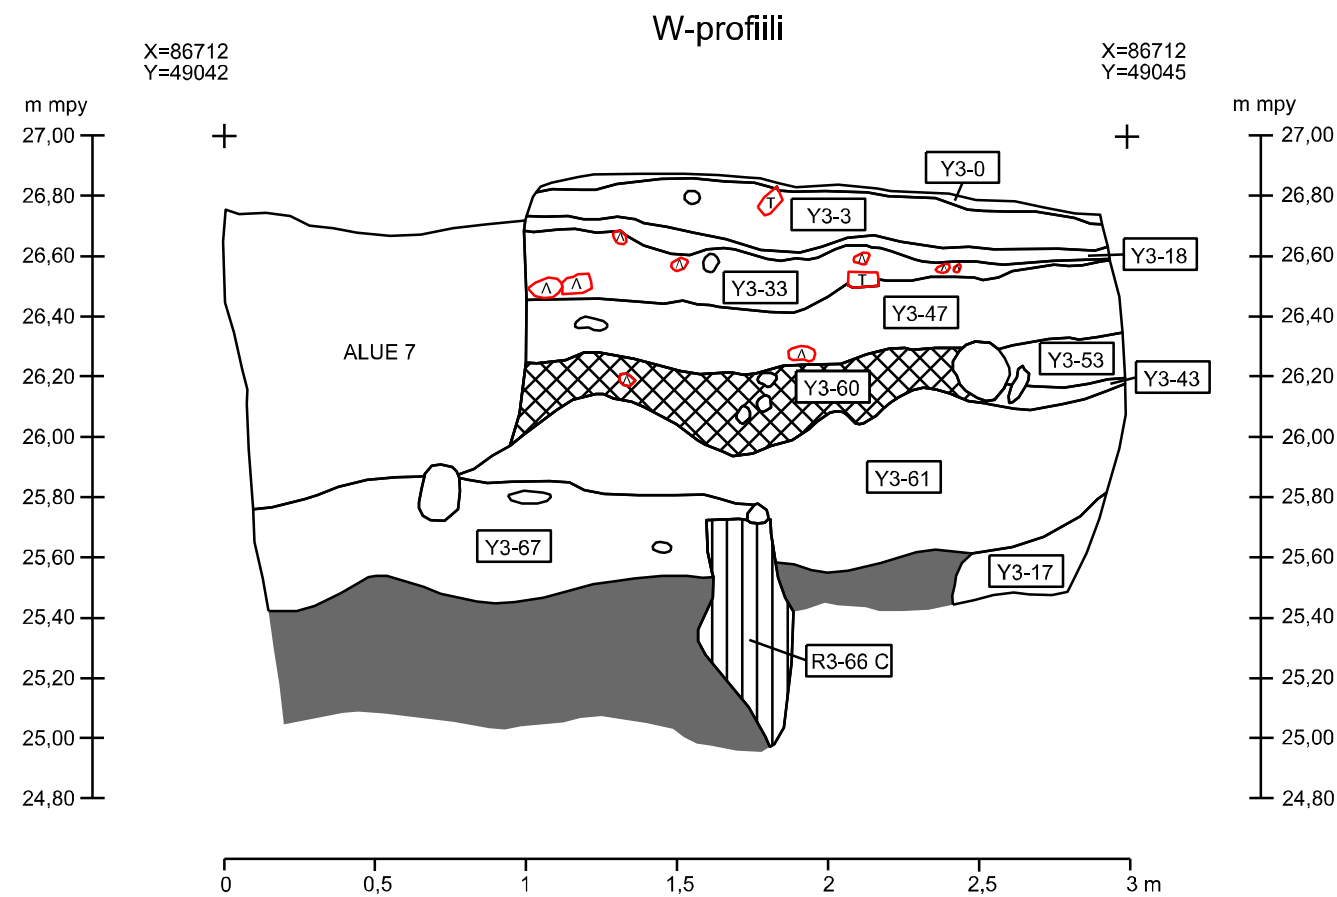 W-profiili
X=86712
Y=49042
X=86712
Y=49045
m mpy
m mpy
27,00
27,00
26,80
26,80
26,60
26,60
26,40
26,40
26,20
26,20
26,00
26,00
25,80
25,80
25,60
25,60
25,40
25,40
25,20
25,20
25,00
25,00
24,80
24,80
Y3-0
T
Y3-3
Λ
Λ
Λ
Λ
Y3-18
Λ
Λ
T
Y3-33
Y3-47
ALUE 7
Λ
Y3-53
Λ
Y3-60
Y3-43
Y3-61
Y3-67
Y3-17
R3-66 C
0
0,5
1
1,5
2
2,5
3 m